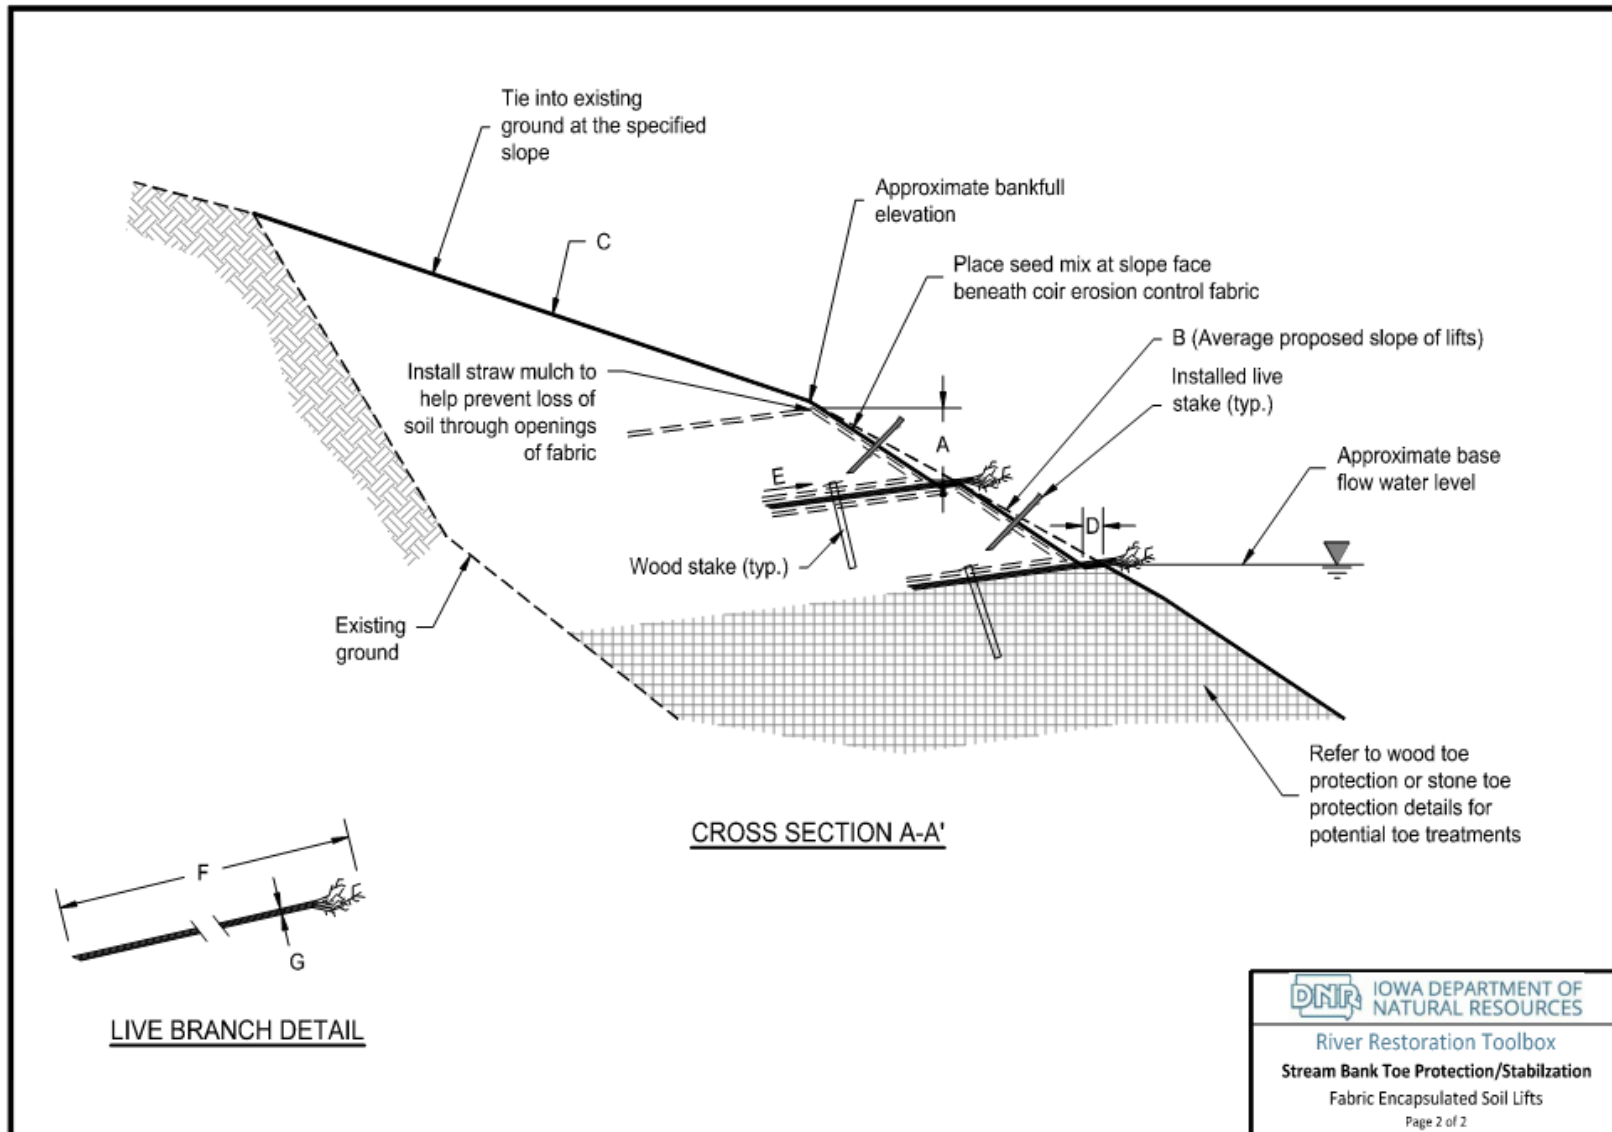 Tie into existing
ground at the specified
slope
Approximate bankfull
elevation
C
Place seed mix at slope face
beneath coir erosion control fabric
B (Average proposed slope of lifts)
Install straw mulch to
help prevent loss of
soil through openings
of fabric
Installed live
stake (typ.)
A
Approximate base
flow water level
E
D
Wood stake (typ.)
Existing
ground
Refer to wood toe
protection or stone toe
protection details for
potential toe treatments
CROSS SECTION A-A'
F
G
LIVE BRANCH DETAIL
DNR IOWA DEPARTMENT OF
NATURAL RESOURCES
River Restoration Toolbox
Stream Bank Toe Protection/Stabilzation
Fabric Encapsulated Soil Lifts
Page 2 of 2